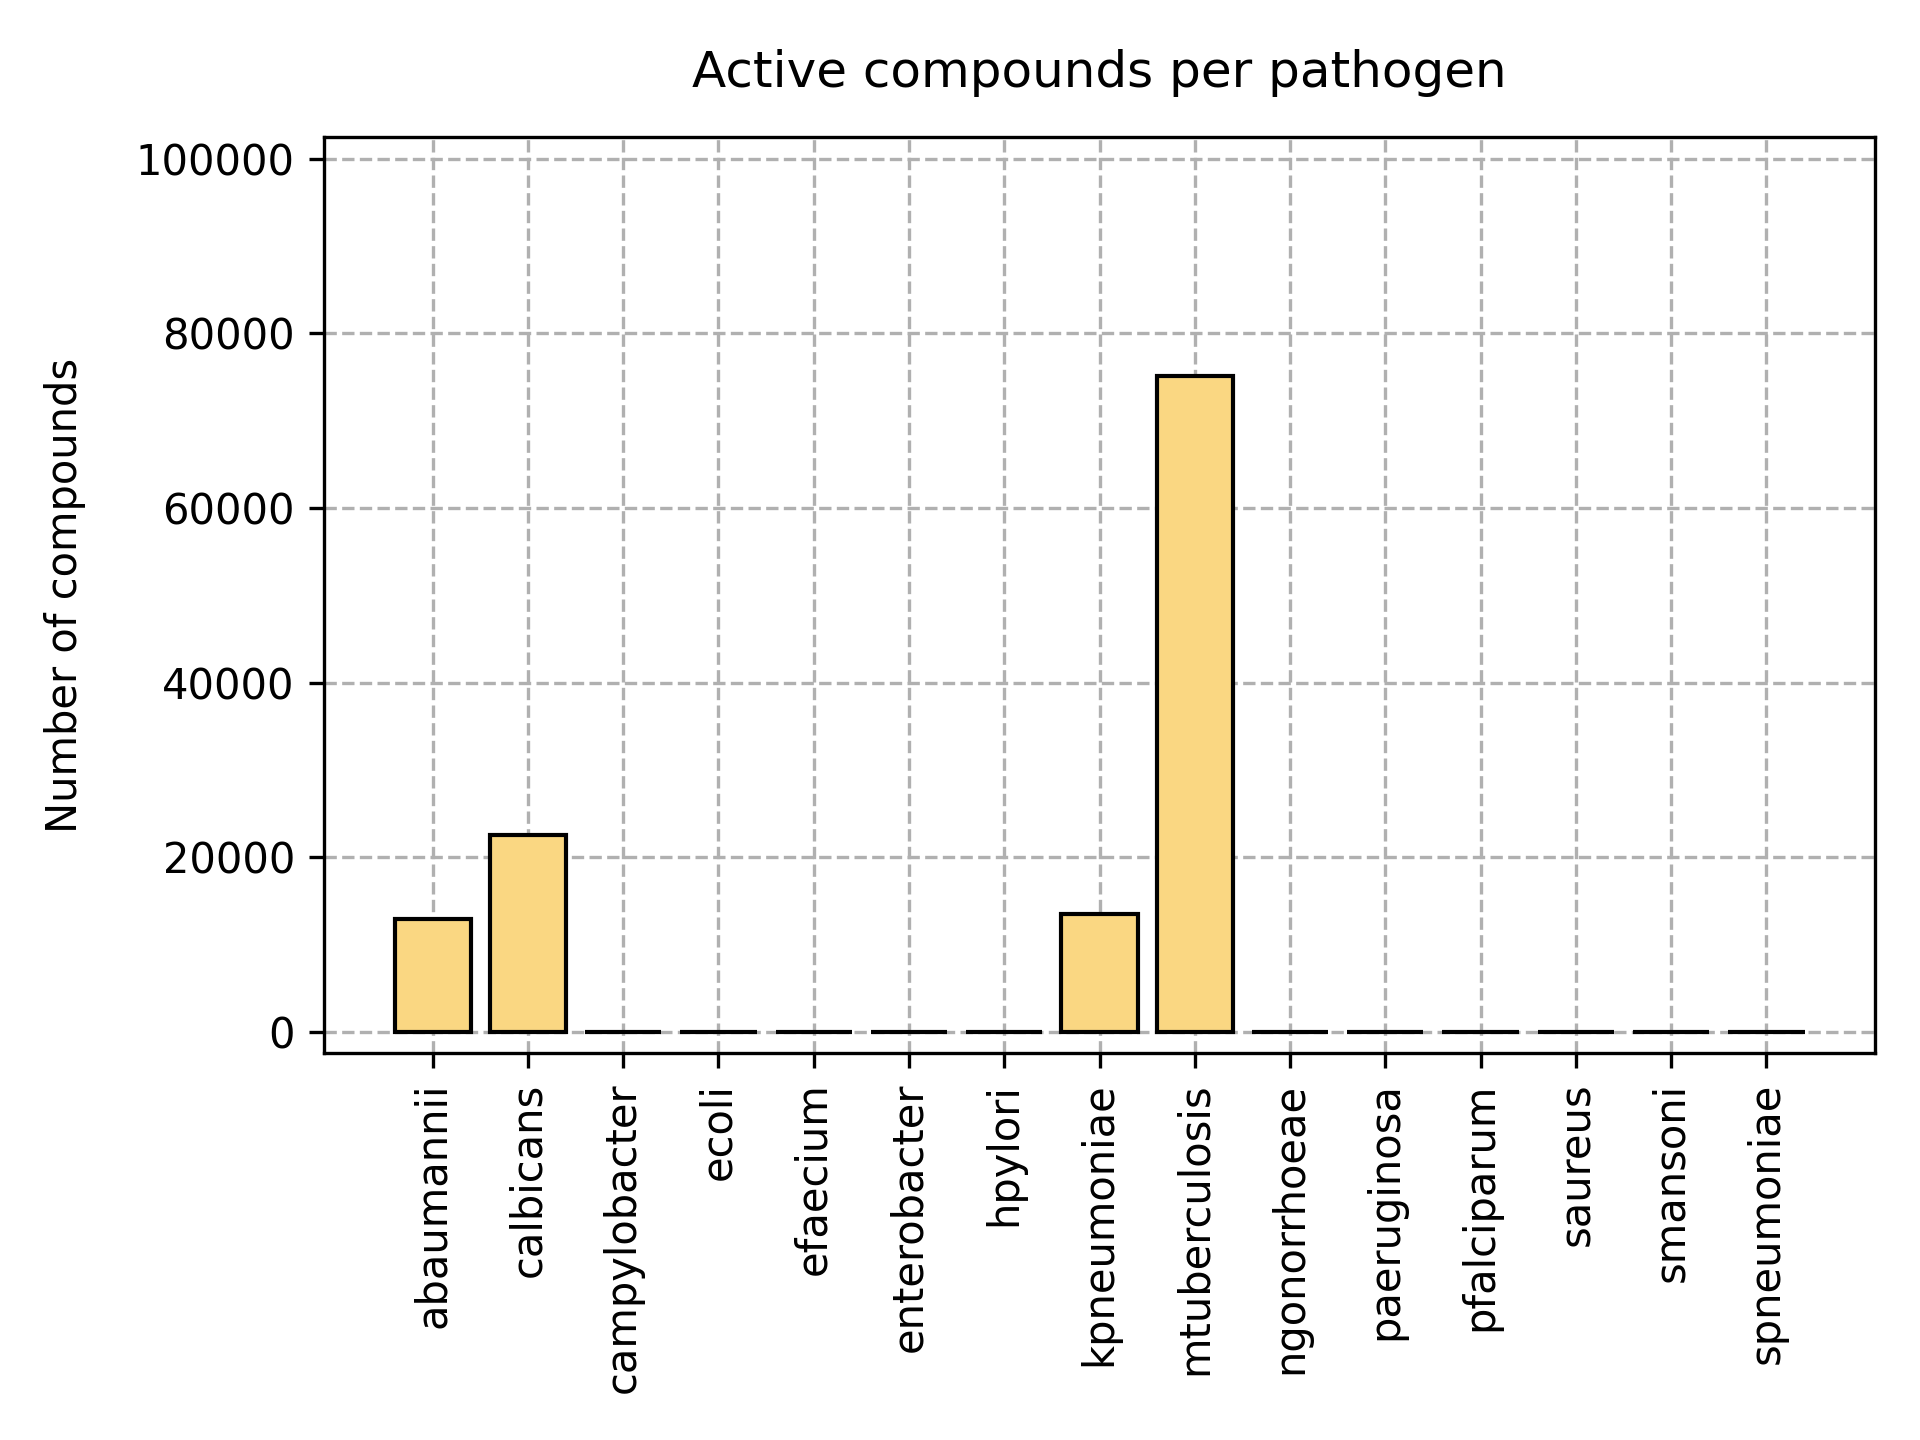 Active compounds per pathogen
Number of compounds
100000
80000
60000
40000
20000
0
abaumannii
calbicans
campylobacter
ecoli
efaecium
enterobacter
hpylori
kpneumoniae
mtuberculosis
ngonorrhoeae
paeruginosa
pfalciparum
saureus
smansoni
spneumoniae